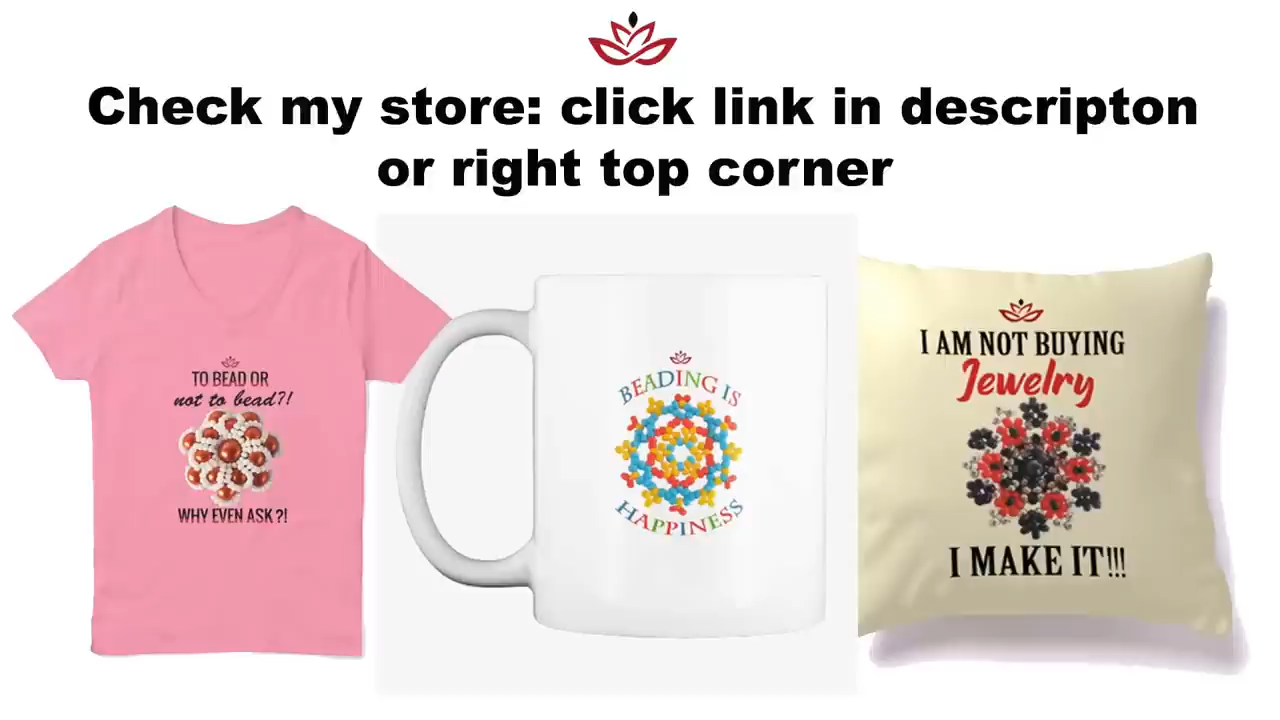 Check my store: click link in descripton
or right top corner
TO BEAD OR
not to bead?!
WHY EVEN ASK?!
BEADING IS
HAPPINESS
I AM NOT BUYING
Jewelry
I MAKE IT!!!